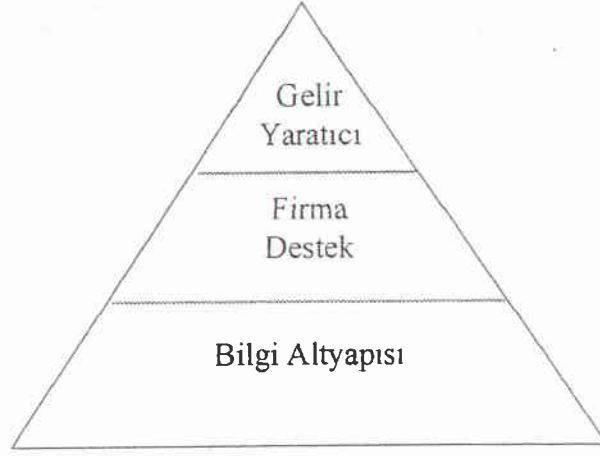 Gelir
Yaratıcı
Firma
Destek
Bilgi Altyapısı